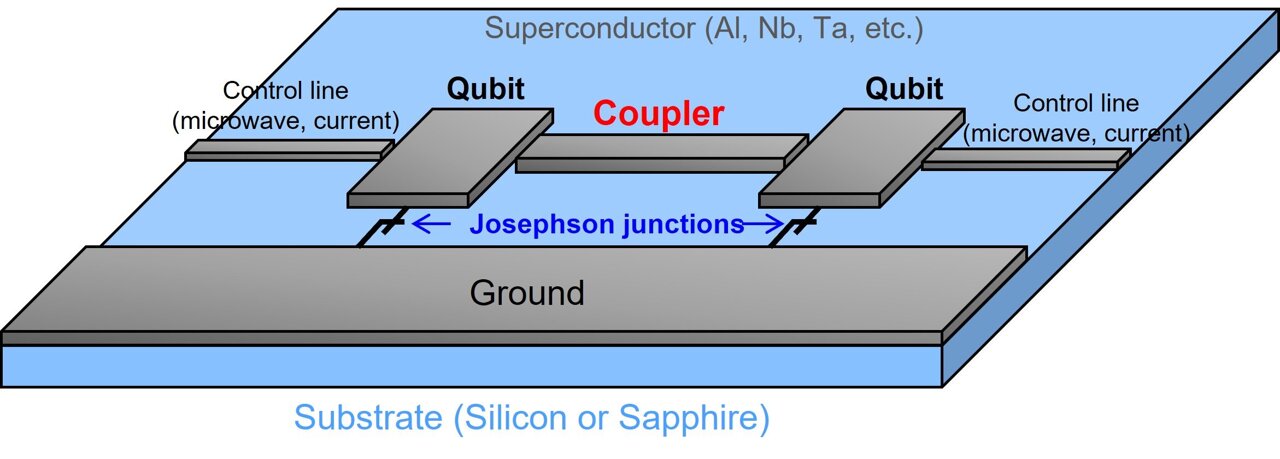 Superconductor (Al, Nb, Ta, etc.)
Control line
(microwave, current)
Qubit
Coupler
Qubit
Control line
(microwave, current)
Josephson junctions
Ground
Substrate (Silicon or Sapphire)